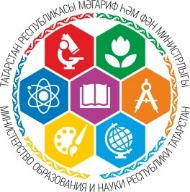 ТАТАРСТАН РЕСПУБЛИКАСЫ МӘГАРИФ ҺӘМ ФӘН МИНИСТРЛЫГЫ
МИНИСТЕРСТВО ОБРАЗОВАНИЯ И НАУКИ РЕСПУБЛИКИ ТАТАРСТАН